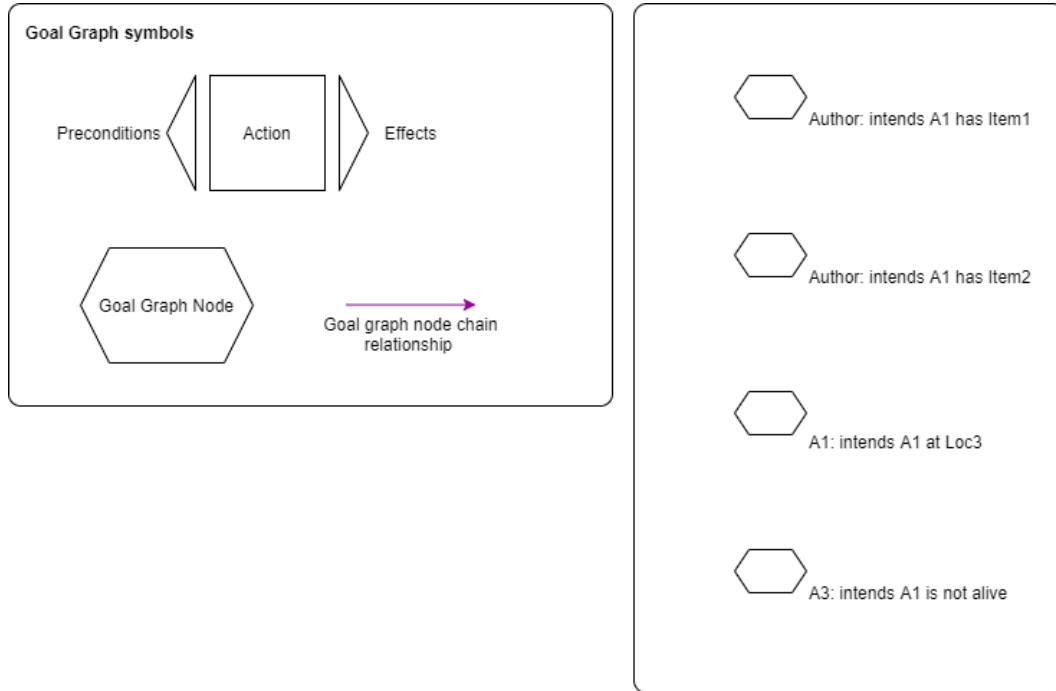 Goal Graph symbols
Preconditions
Action
Effects
Goal Graph Node
Goal graph node chain
relationship
Author: intends A1 has Item1
Author: intends A1 has Item2
A1: intends A1 at Loc3
A3: intends A1 is not alive